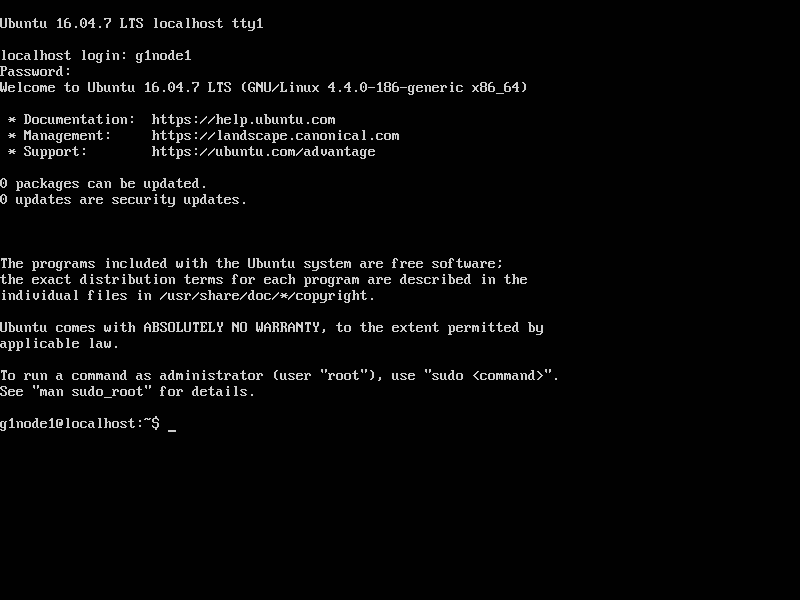 Ubuntu 16.04.7 LTS localhost tty1
localhost login: g1node1
Password:
Welcome to Ubuntu 16.04.7 LTS (GNU/Linux 4.4.0-186-generic x86_64)
* Documentation:  https://help.ubuntu.com
* Management:     https://landscape.canonical.com
* Support:        https://ubuntu.com/advantage
0 packages can be updated.
0 updates are security updates.
The programs included with the Ubuntu system are free software;
the exact distribution terms for each program are described in the
individual files in /usr/share/doc/*/copyright.
Ubuntu comes with ABSOLUTELY NO WARRANTY, to the extent permitted by
applicable law.
To run a command as administrator (user "root"), use "sudo <command>".
See "man sudo_root" for details.
g1node1@localhost:~$ _